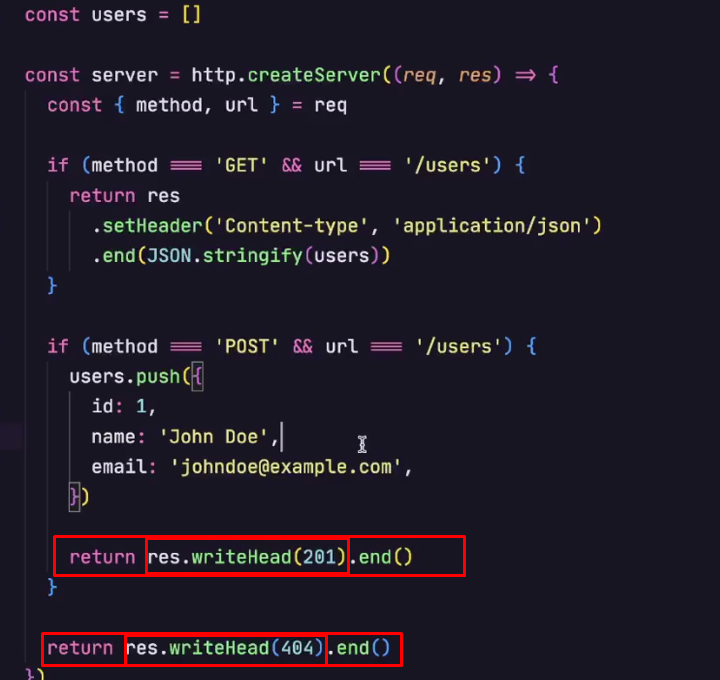 const users = []
const server = http.createServer((req, res) => {
const { method, url } = req
if (method === 'GET' && url === '/users') {
return res
.setHeader('Content-type', 'application/json')
.end(JSON.stringify(users))
}
if (method === 'POST' && url === '/users') {
users.push({
id: 1,
name: 'John Doe',
email: 'johndoe@example.com',
})
return res.writeHead(201).end()
}
return res.writeHead(404).end()
})